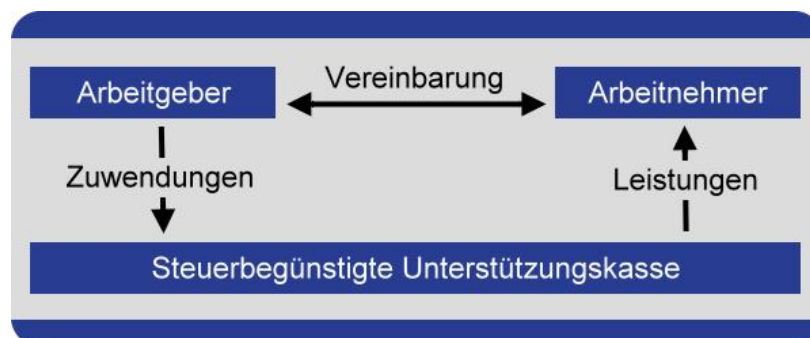 Vereinbarung
Arbeitgeber
Arbeitnehmer
Zuwendungen
Leistungen
Steuerbegünstigte Unterstützungskasse